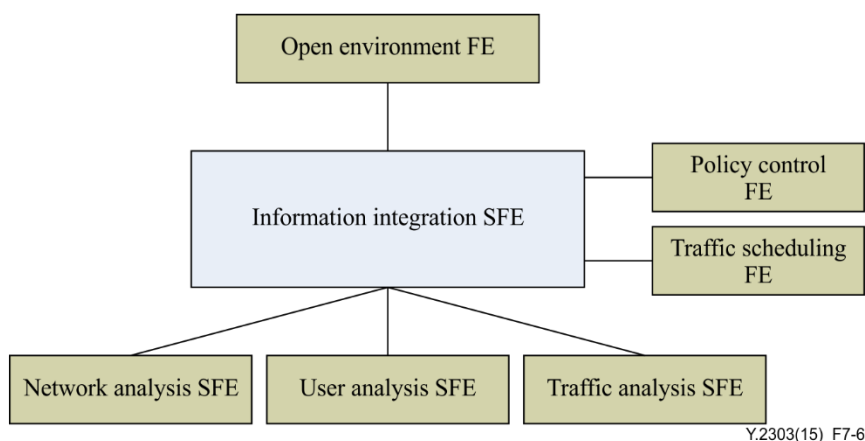 Open environment FE
Policy control
FE
Information integration SFE
Traffic scheduling
FE
Network analysis SFE
User analysis SFE
Traffic analysis SFE
Y.2303(15)_F7-6